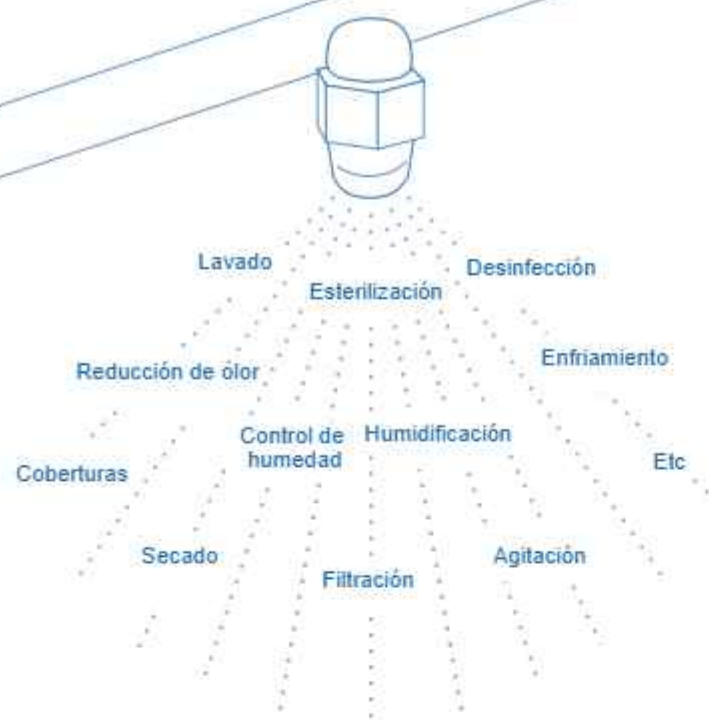 Lavado
Desinfección
Esterilización
Enfriamiento
Reducción de olor
Control de
humedad
Humidificación
Coberturas
Etc
Secado
Agitación
Filtración